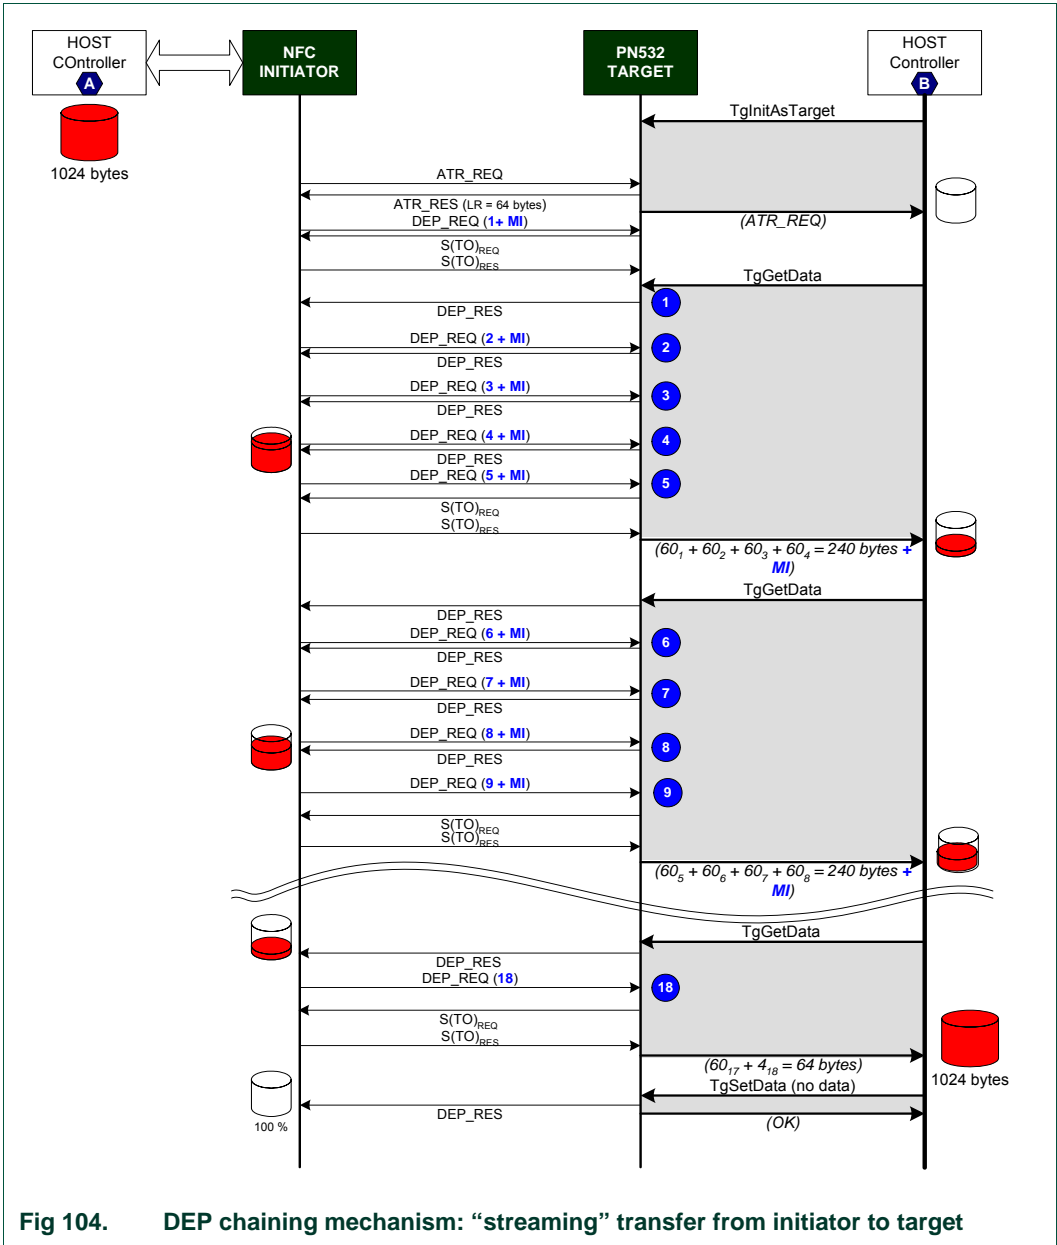 HOST
COntroller
A
NFC
INITIATOR
PN532
TARGET
HOST
Controller
B
1024 bytes
TgInitAsTarget
ATR_REQ
ATR_RES (LR = 64 bytes)
(ATR_REQ)
DEP_REQ (1+ MI)
S(TO)REQ
S(TO)RES
TgGetData
1
DEP_RES
DEP_REQ (2 + MI)
2
DEP_RES
DEP_REQ (3 + MI)
3
DEP_RES
DEP_REQ (4 + MI)
4
DEP_RES
DEP_REQ (5 + MI)
5
S(TO)REQ
S(TO)RES
(60₁ + 60₂ + 60₃ + 60₄ = 240 bytes +
MI)
TgGetData
DEP_RES
DEP_REQ (6 + MI)
6
DEP_RES
DEP_REQ (7 + MI)
7
DEP_RES
DEP_REQ (8 + MI)
8
DEP_RES
DEP_REQ (9 + MI)
9
S(TO)REQ
S(TO)RES
(60₅ + 60₆ + 60₇ + 60₈ = 240 bytes +
MI)
TgGetData
DEP_RES
DEP_REQ (18)
18
S(TO)REQ
S(TO)RES
(60₁₇ + 4₁₈ = 64 bytes)
1024 bytes
TgSetData (no data)
DEP_RES
(OK)
100 %
Fig 104. DEP chaining mechanism: “streaming” transfer from initiator to target